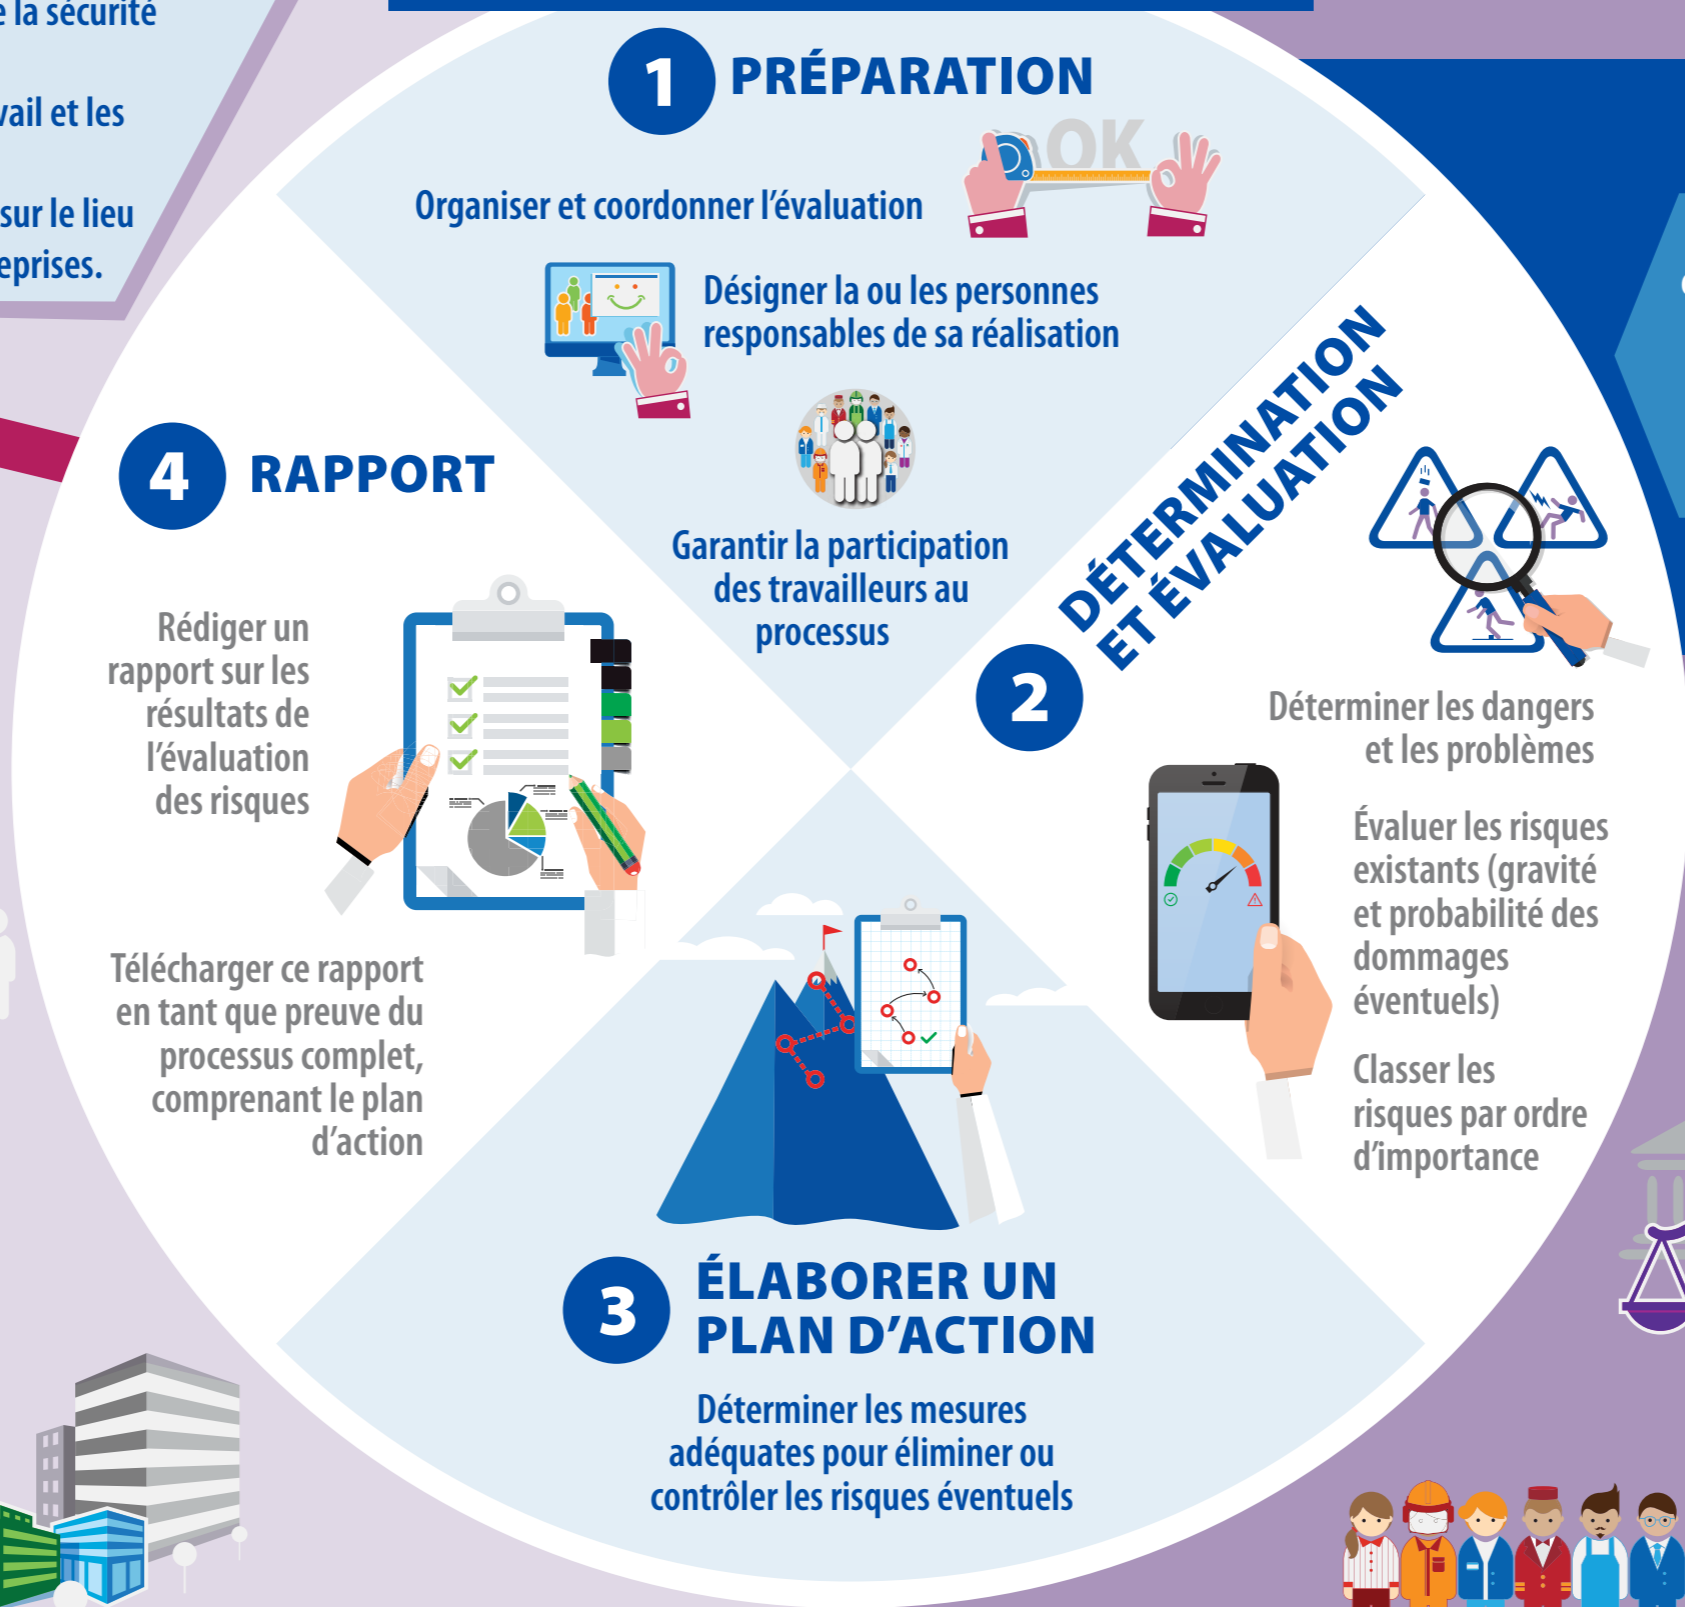 la sécurité
et les
sur le lieu
1 PRÉPARATION
OK
Organiser et coordonner l’évaluation
Désigner la ou les personnes
responsables de sa réalisation
Garantir la participation
des travailleurs au
processus
2
DÉTERMINATION
ET ÉVALUATION
Déterminer les dangers
et les problèmes
Évaluer les risques
existants (gravité
et probabilité des
dommages
éventuels)
Classer les
risques par ordre
d’importance
3 ÉLABORER UN
PLAN D’ACTION
Déterminer les mesures
adéquates pour éliminer ou
contrôler les risques éventuels
4 RAPPORT
Rédiger un
rapport sur les
résultats de
l’évaluation
des risques
Télécharger ce rapport
en tant que preuve du
processus complet,
comprenant le plan
d’action